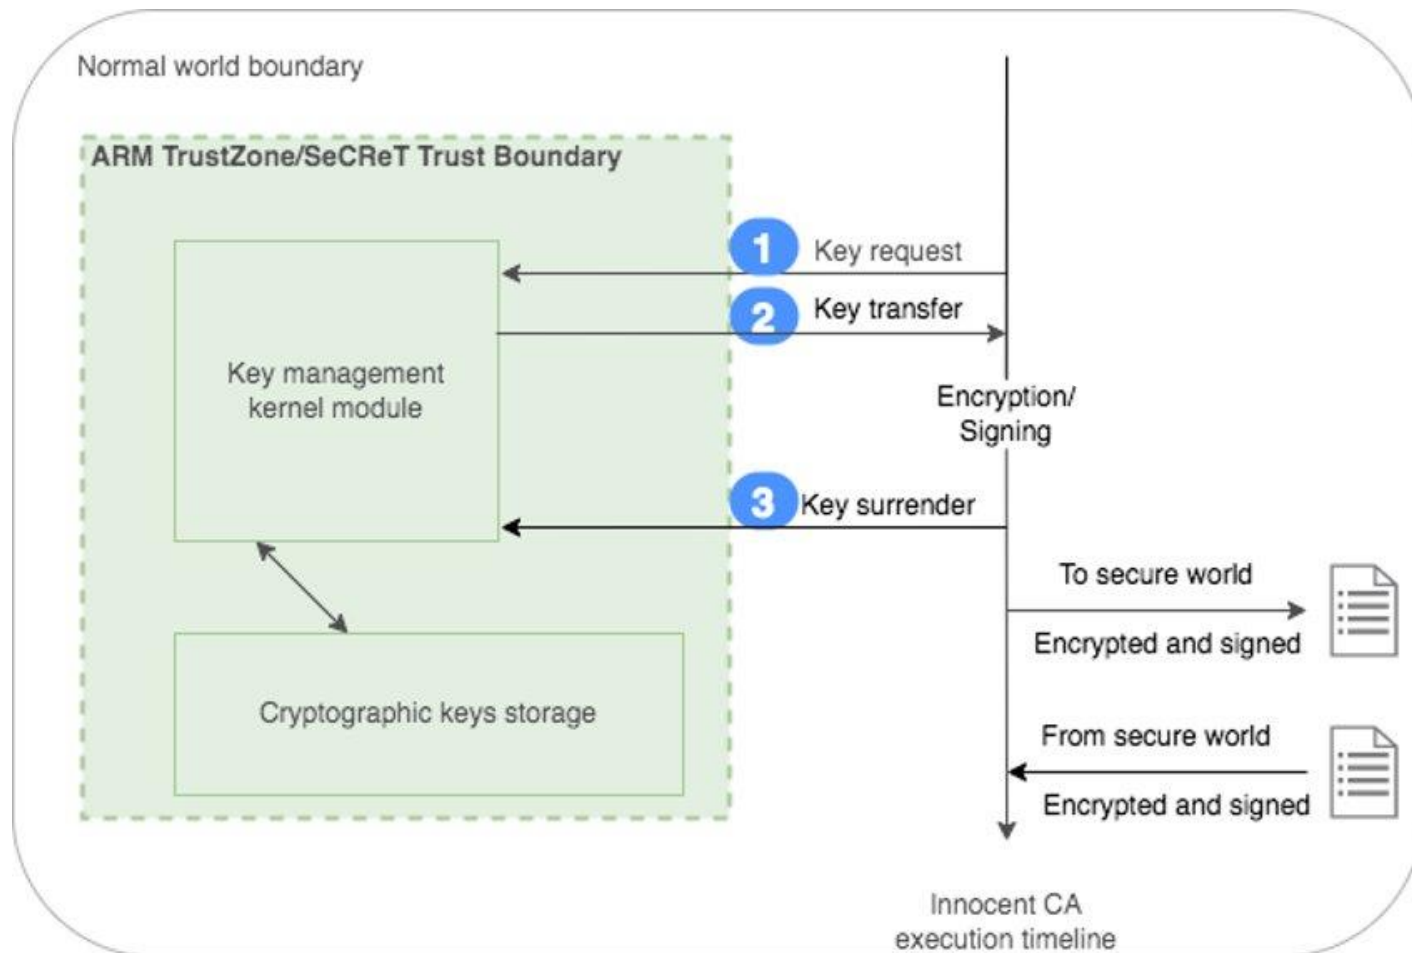 Normal world boundary
ARM TrustZone/SeCReT Trust Boundary
1
Key request
2
Key transfer
Key management
kernel module
Encryption/
Signing
3
Key surrender
To secure world
Encrypted and signed
Cryptographic keys storage
From secure world
Encrypted and signed
Innocent CA
execution timeline